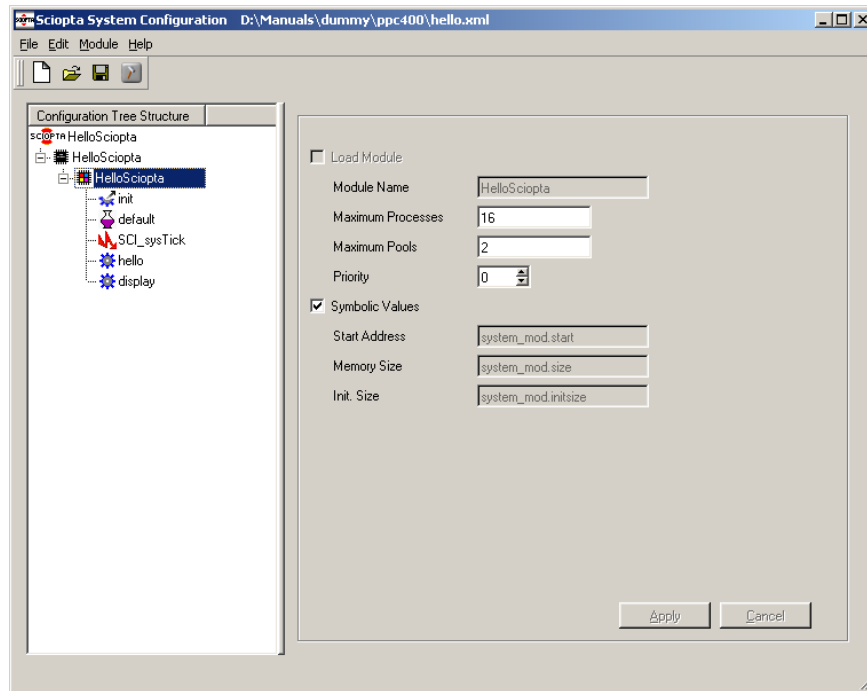 Sciopta System Configuration D:\Manuals\dummy\ppc400\hello.xml
File Edit Module Help
Configuration Tree Structure
SCIOPTA HelloSciopta
HelloSciopta
HelloSciopta
init
default
SCI_sysTick
hello
display
Load Module
Module Name HelloSciopta
Maximum Processes 16
Maximum Pools 2
Priority 0
Symbolic Values
Start Address system_mod.start
Memory Size system_mod.size
Init. Size system_mod.initsize
Apply Cancel